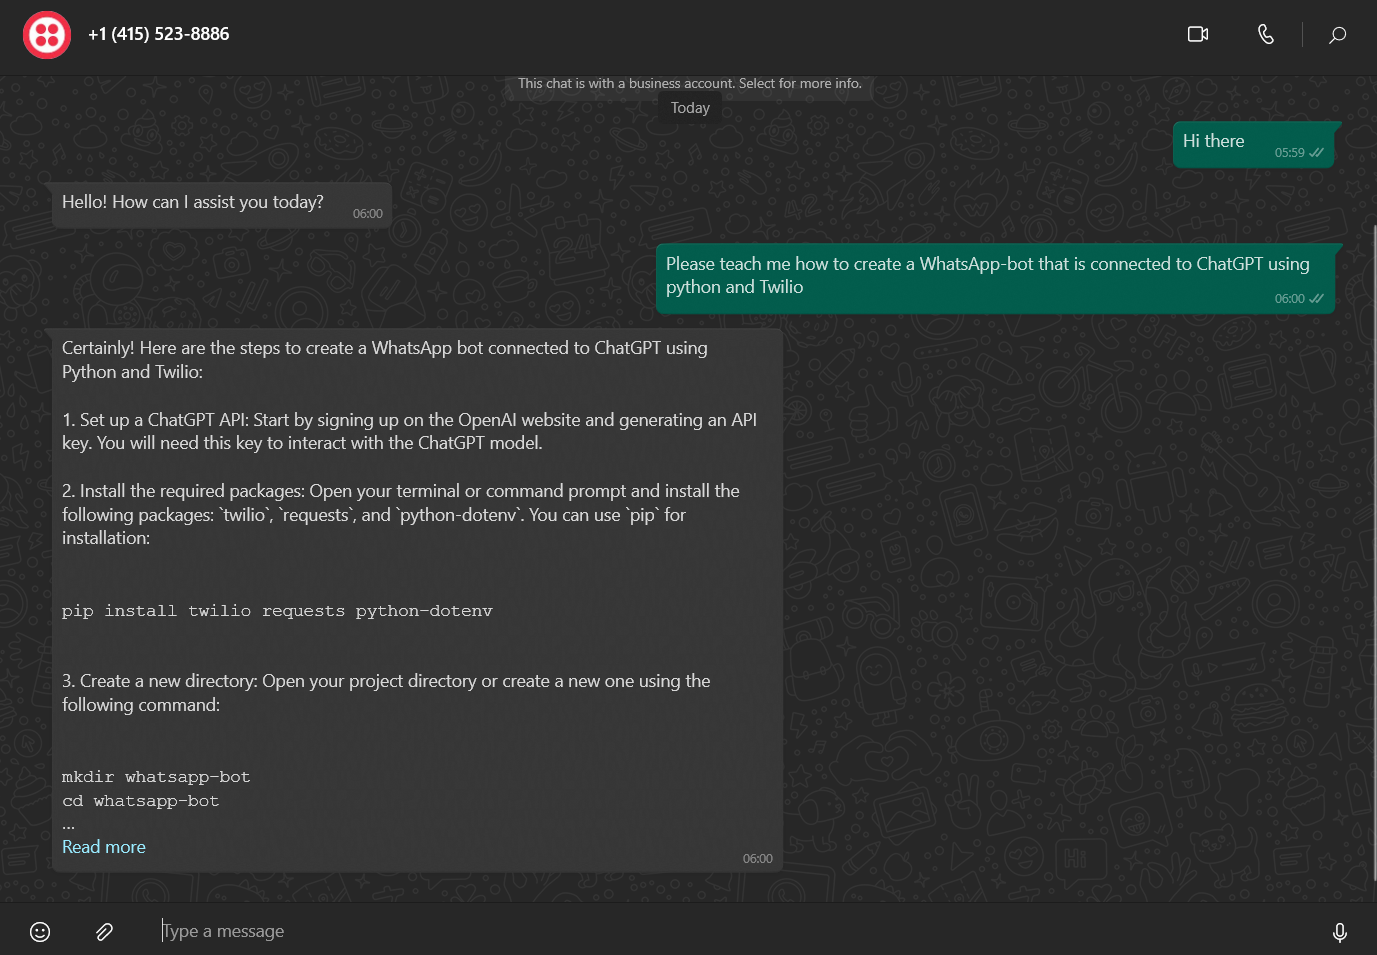 +1 (415) 523-8886
This chat is with a business account. Select for more info.
Today
Hi there
05:59
Hello! How can I assist you today?
06:00
Please teach me how to create a WhatsApp-bot that is connected to ChatGPT using
python and Twilio
06:00
Certainly! Here are the steps to create a WhatsApp bot connected to ChatGPT using
Python and Twilio:
1. Set up a ChatGPT API: Start by signing up on the OpenAI website and generating an API
key. You will need this key to interact with the ChatGPT model.
2. Install the required packages: Open your terminal or command prompt and install the
following packages: `twilio`, `requests`, and `python-dotenv`. You can use `pip` for
installation:
pip install twilio requests python-dotenv
3. Create a new directory: Open your project directory or create a new one using the
following command:
mkdir whatsapp-bot
cd whatsapp-bot
...
Read more
06:00
Type a message